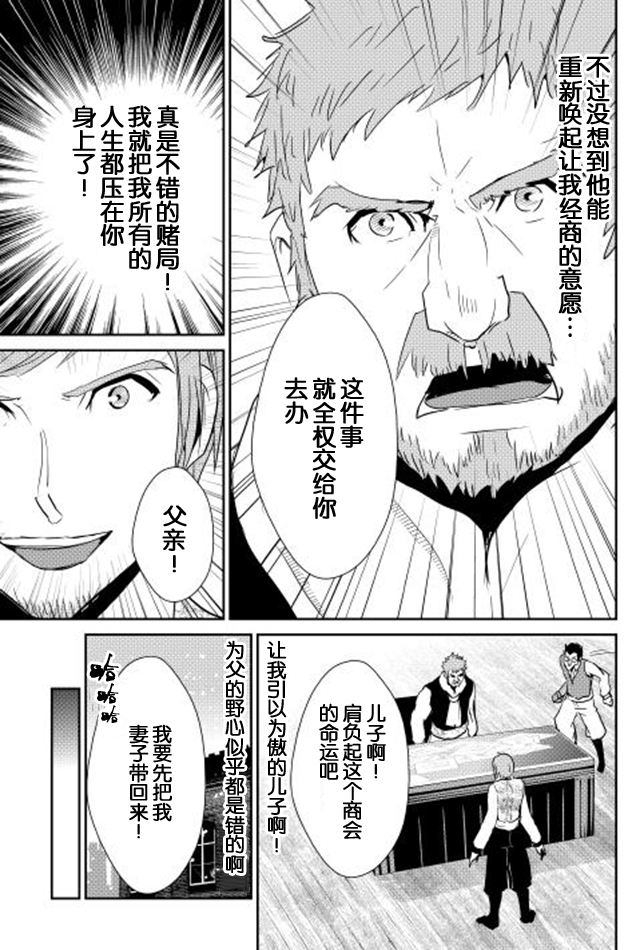 不过没想到他能
重新唤起让我经商的意愿…
这件事
就全权交给你
去办
真是不错的赌局！
我就把我所有的
人生都压在你
身上了！
父亲！
儿子啊！
肩负起这个商会
的命运吧
让我引以为傲的儿子啊！
为父的野心似乎都是错的啊
我要先把我
妻子带回来！